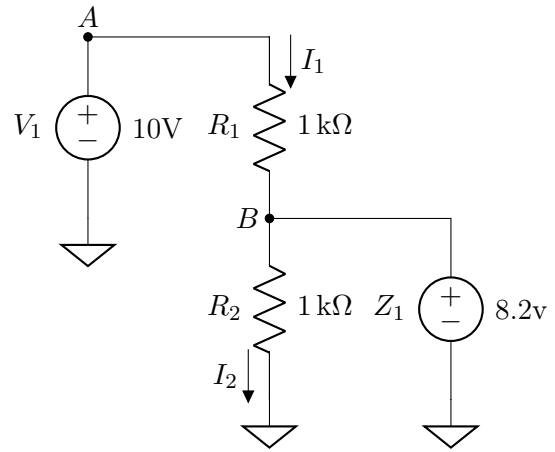 A
I₁
V₁
+
−
10V
R₁
1 kΩ
B
R₂
1 kΩ
Z₁
+
−
8.2v
I₂